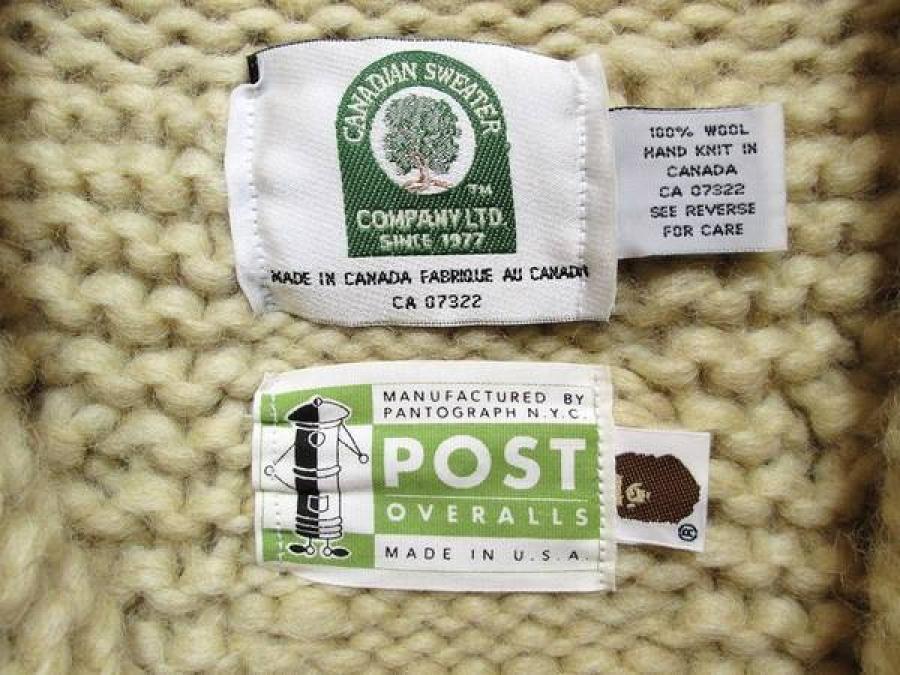 CANADIAN SWEATER
TM
COMPANY LTD.
SINCE 1977
MADE IN CANADA FABRIQUE AU CANADA
CA 07322
100% WOOL
HAND KNIT IN
CANADA
CA 07322
SEE REVERSE
FOR CARE
MANUFACTURED BY
PANTOGRAPH N.Y.C.
POST
OVERALLS
MADE IN U.S.A.
®